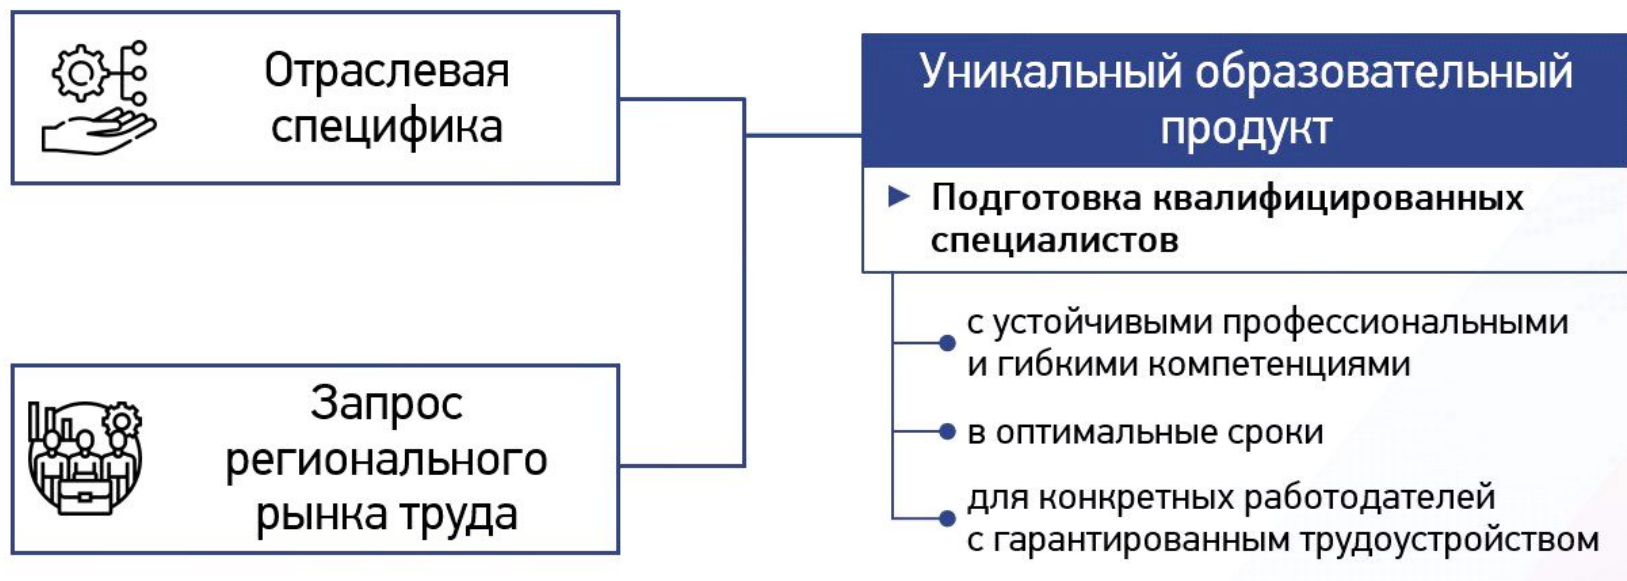 Отраслевая
специфика
Запрос
регионального
рынка труда
Уникальный образовательный
продукт
Подготовка квалифицированных
специалистов
с устойчивыми профессиональными
и гибкими компетенциями
в оптимальные сроки
для конкретных работодателей
с гарантированным трудоустройством